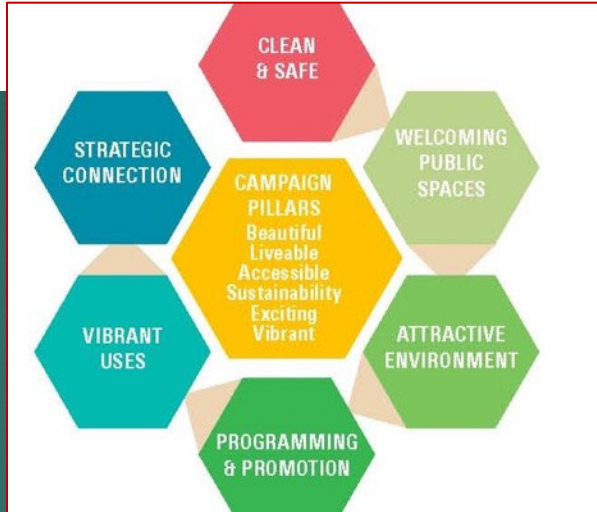 CLEAN
& SAFE
WELCOMING
PUBLIC
SPACES
ATTRACTIVE
ENVIRONMENT
PROGRAMMING
& PROMOTION
VIBRANT
USES
STRATEGIC
CONNECTION
CAMPAIGN
PILLARS
Beautiful
Liveable
Accessible
Sustainability
Exciting
Vibrant